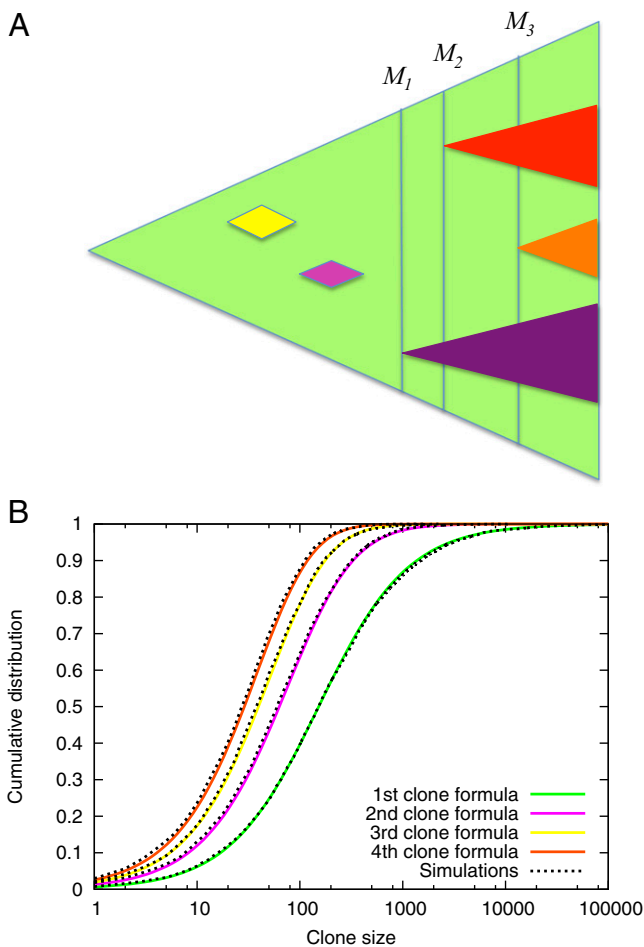 A
M1
M2
M3
B
1
0.9
0.8
0.7
0.6
0.5
0.4
0.3
0.2
0.1
0
Cumulative distribution
1st clone formula
2nd clone formula
3rd clone formula
4th clone formula
Simulations
1 10 100 1000 10000 100000
Clone size